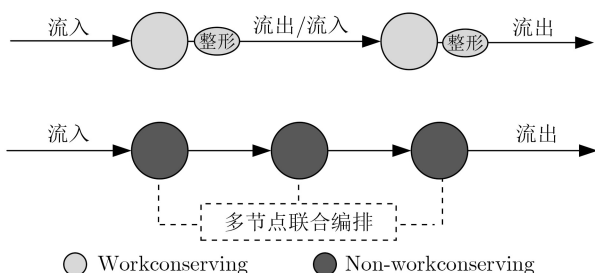 流入
整形
流出/流入
整形
流出
流入
流出
多节点联合编排
Workconserving
Non-workconserving